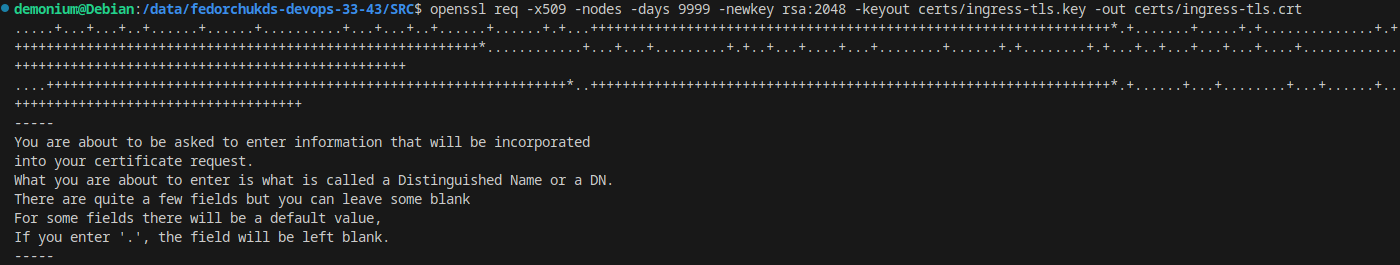 demonium@Debian:/data/fedorchukds-devops-33-43/SRC$ openssl req -x509 -nodes -days 9999 -newkey rsa:2048 -keyout certs/ingress-tls.key -out certs/ingress-tls.crt
-----
You are about to be asked to enter information that will be incorporated
into your certificate request.
What you are about to enter is what is called a Distinguished Name or a DN.
There are quite a few fields but you can leave some blank
For some fields there will be a default value,
If you enter '.', the field will be left blank.
-----